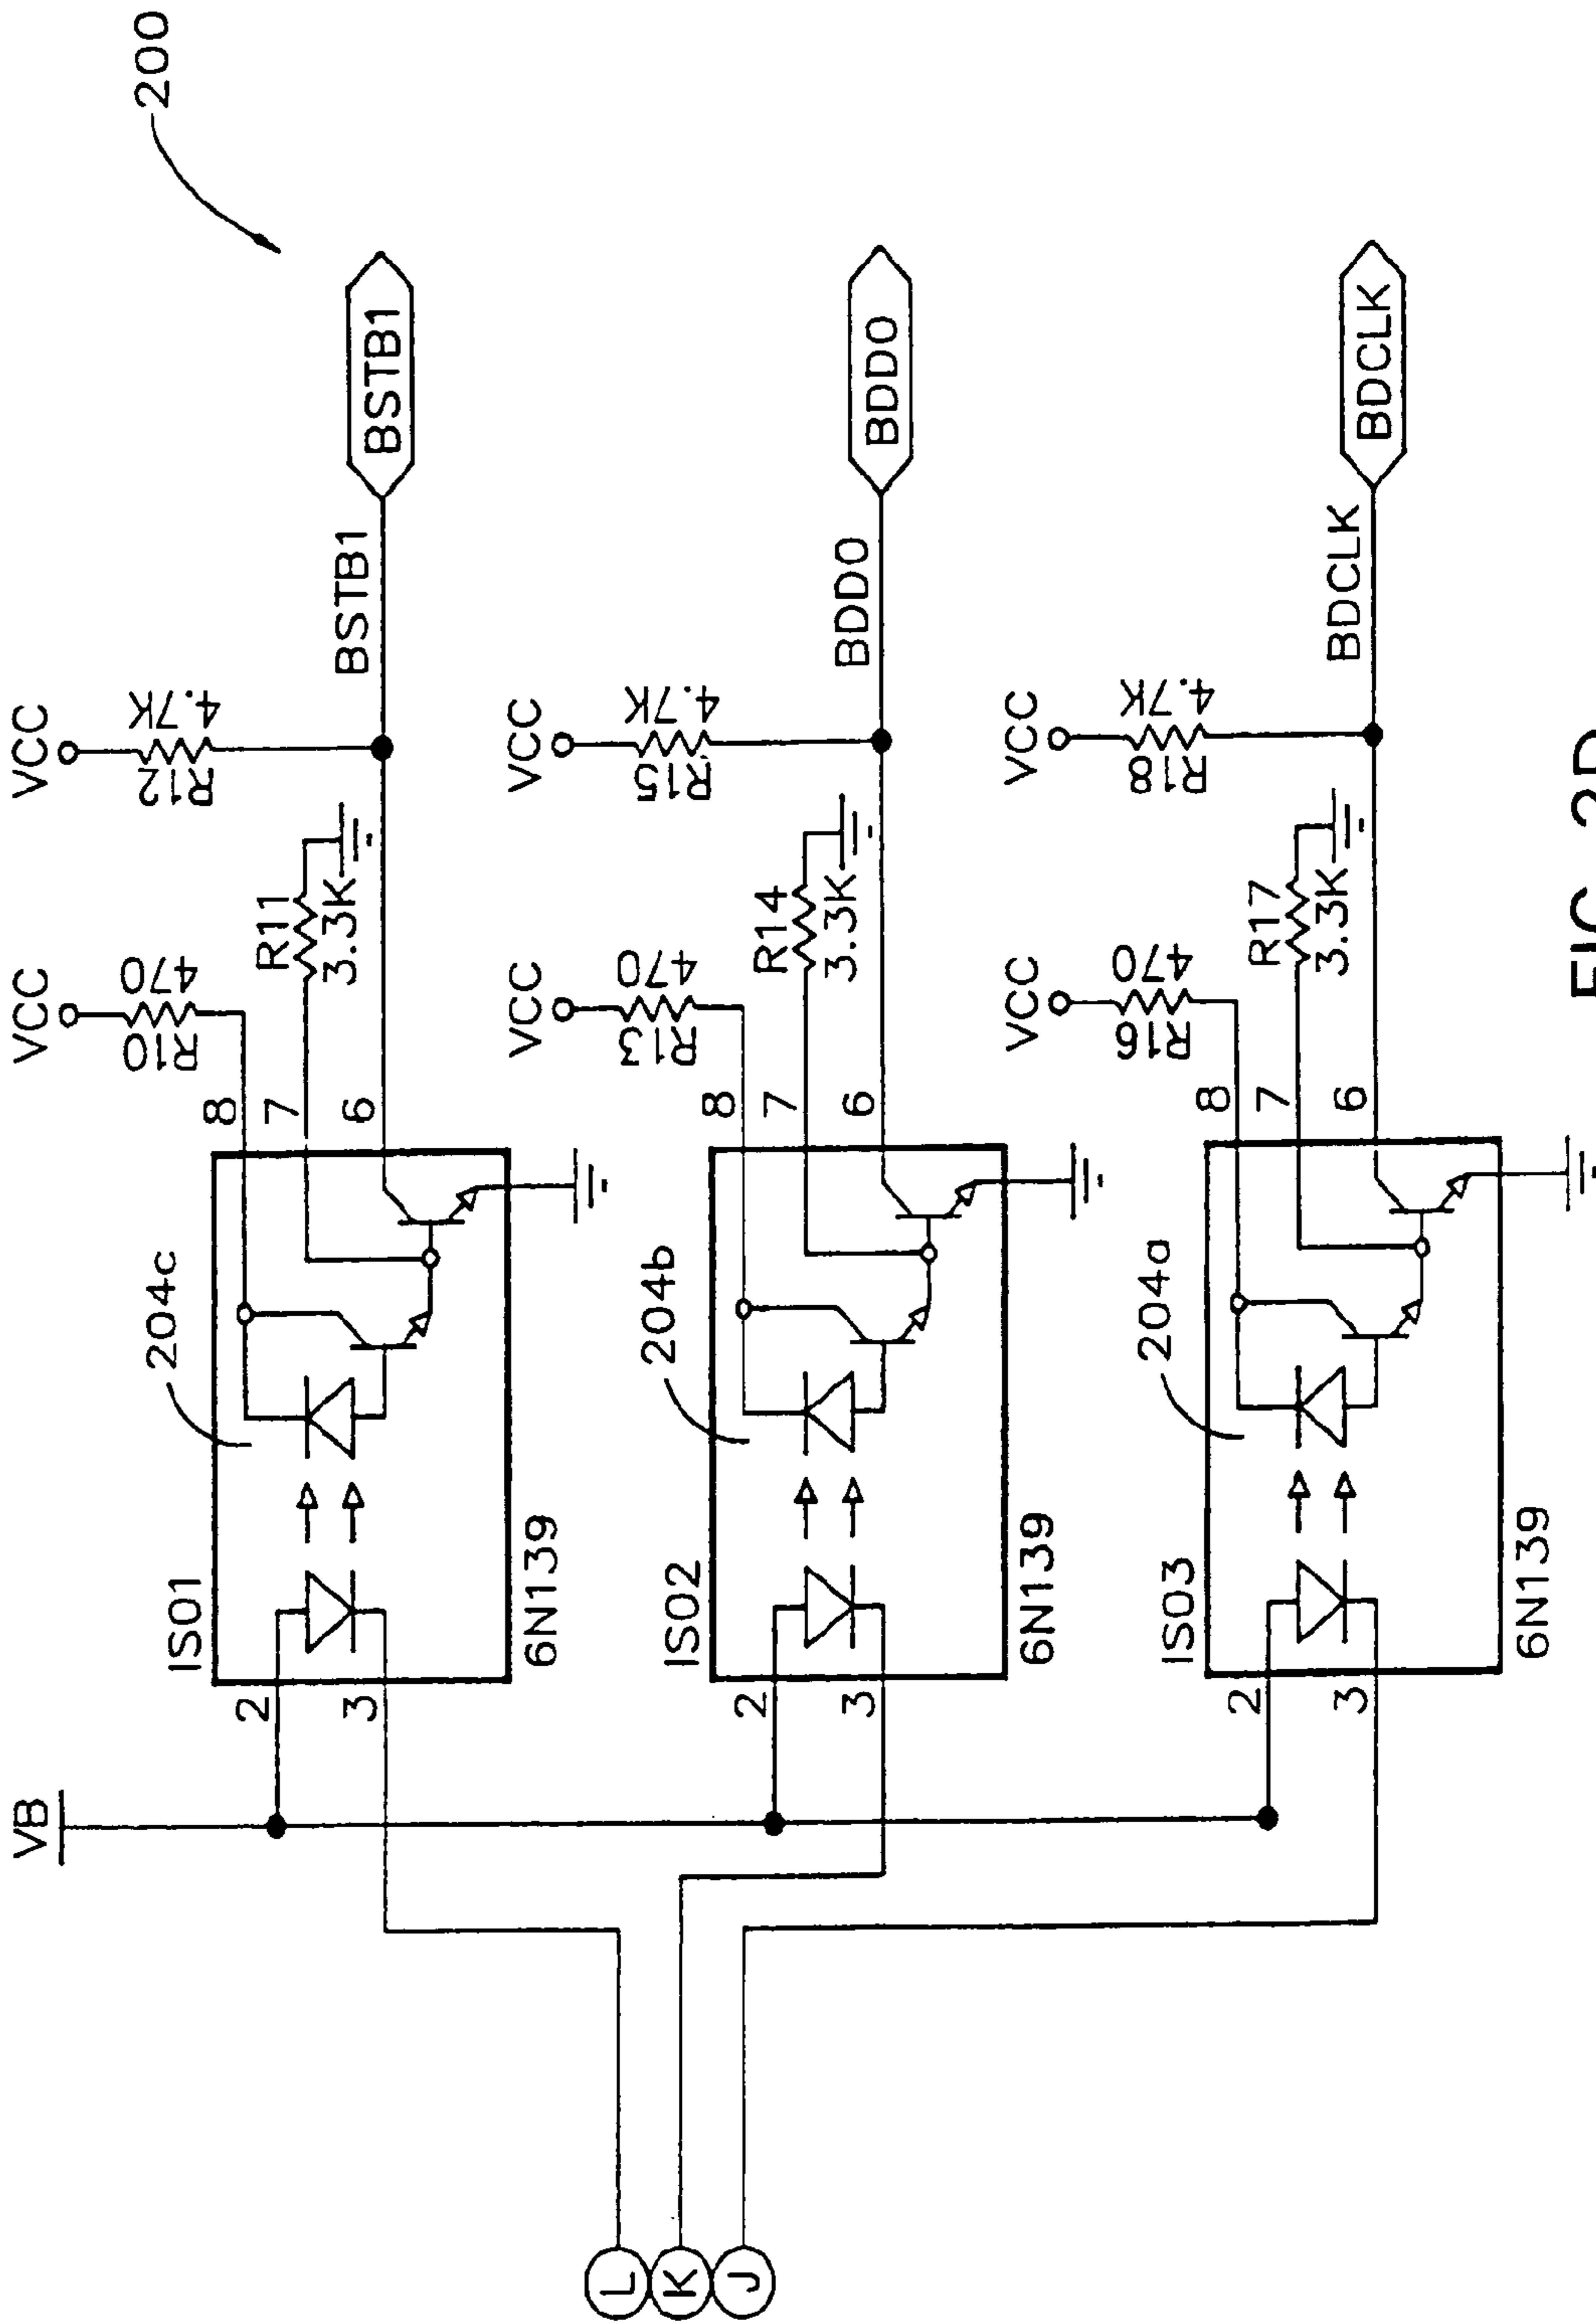 200
VB
VCC
VCC
R10
470
R12
4.7K
204c
8
R11
3.3K
7
BSTB1
BSTB1
IS01
2
3
6
6N139
VCC
VCC
R13
470
R15
4.7K
204b
8
R14
3.3K
7
BDD0
BDD0
IS02
2
3
6
6N139
L
K
J
VCC
VCC
R16
470
R18
4.7K
204a
8
R17
3.3K
7
BDCLK
BDCLK
IS03
2
3
6
6N139